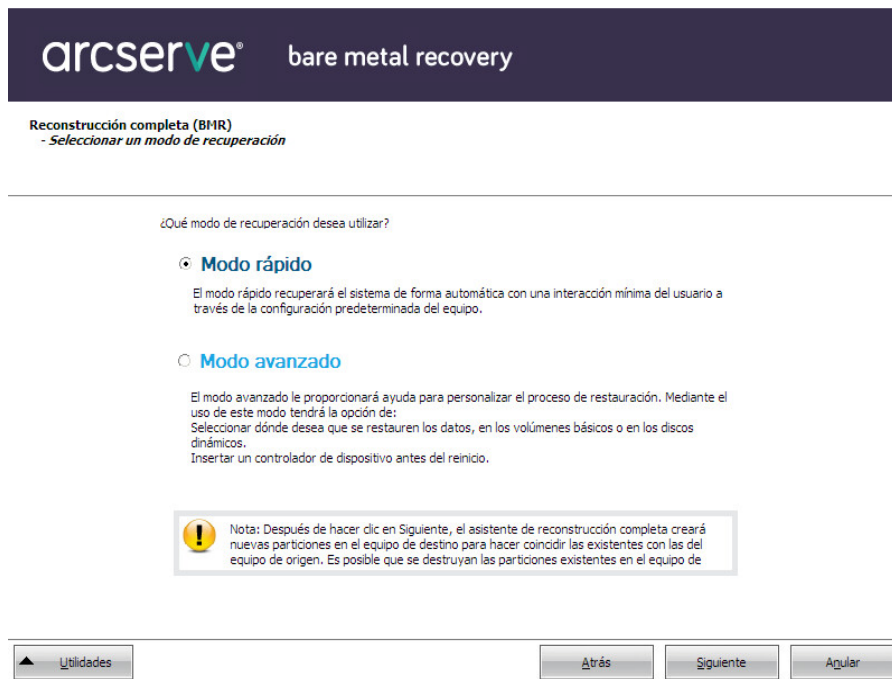 arcserve® bare metal recovery
Reconstrucción completa (BMR)
- Seleccionar un modo de recuperación
¿Qué modo de recuperación desea utilizar?
Modo rápido
El modo rápido recuperará el sistema de forma automática con una interacción mínima del usuario a
través de la configuración predeterminada del equipo.
Modo avanzado
El modo avanzado le proporcionará ayuda para personalizar el proceso de restauración. Mediante el
uso de este modo tendrá la opción de:
Seleccionar dónde desea que se restauren los datos, en los volúmenes básicos o en los discos
dinámicos.
Insertar un controlador de dispositivo antes del reinicio.
Nota: Después de hacer clic en Siguiente, el asistente de reconstrucción completa creará
nuevas particiones en el equipo de destino para hacer coincidir las existentes con las del
equipo de origen. Es posible que se destruyan las particiones existentes en el equipo de
Utilidades Atrás Siguiente Anular